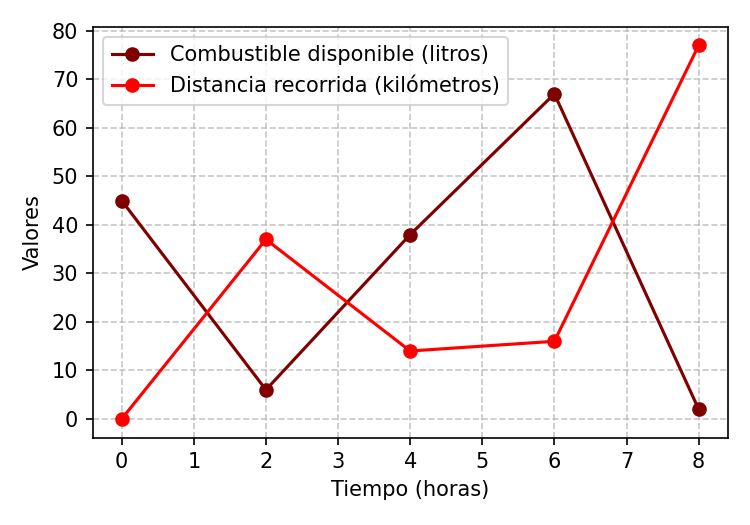 Combustible disponible (litros)
Distancia recorrida (kilómetros)
80
70
60
50
40
30
20
10
0
Valores
0 1 2 3 4 5 6 7 8
Tiempo (horas)